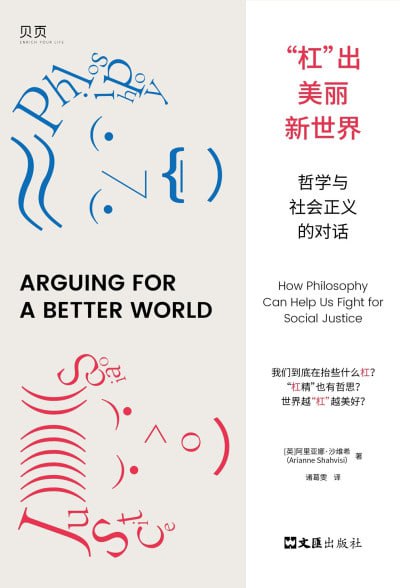 贝页
ENRICH YOUR LIFE
Philosophy
ARGUING FOR
A BETTER WORLD
Social
Justice
“杠”出
美丽
新世界
哲学与
社会正义
的对话
How Philosophy
Can Help Us Fight for
Social Justice
我们到底在抬些什么杠?
“杠精”也有哲思?
世界越“杠”越美好?
[英]阿里亚娜·沙维希 著
(Arianne Shahvisi)
诸葛雯 译
文匯出版社